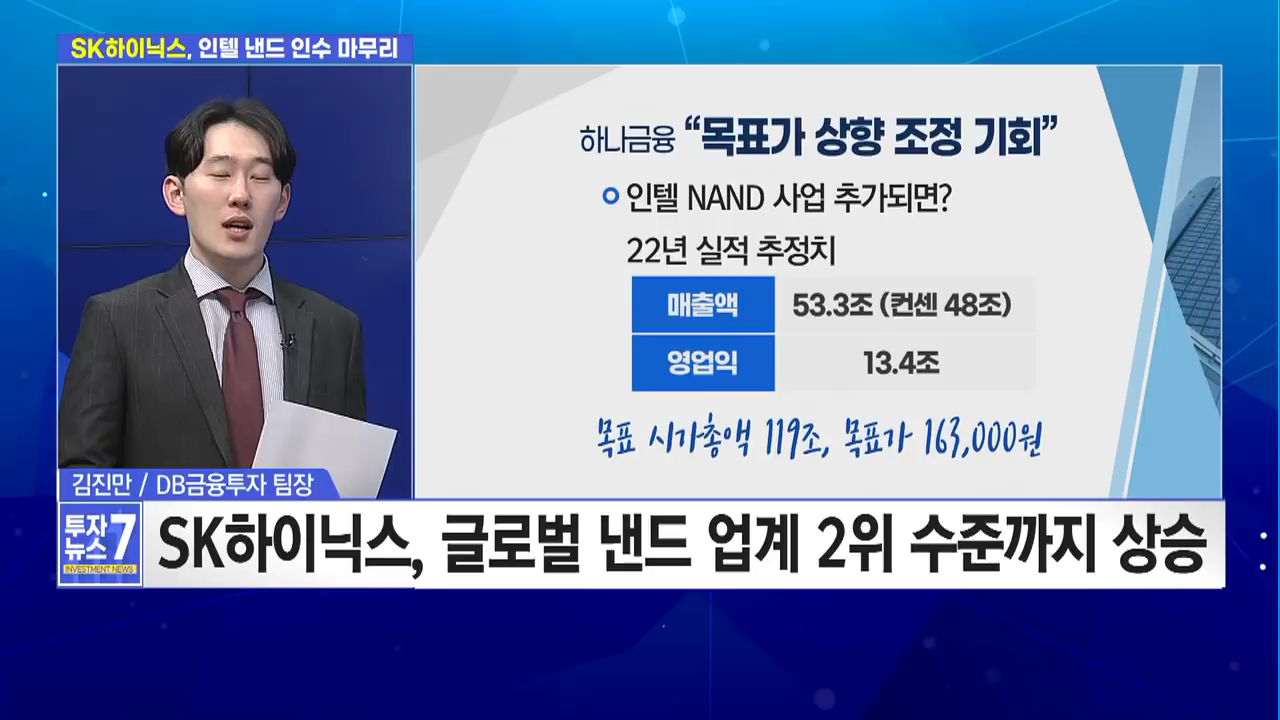 SK하이닉스, 인텔 낸드 인수 마무리
하나금융 “목표가 상향 조정 기회”
인텔 NAND 사업 추가되면?
22년 실적 추정치
매출액 53.3조 (컨센 48조)
영업익 13.4조
목표 시가총액 119조, 목표가 163,000원
김진만 / DB금융투자 팀장
투자
뉴스 7
INVESTMENT NEWS
SK하이닉스, 글로벌 낸드 업계 2위 수준까지 상승